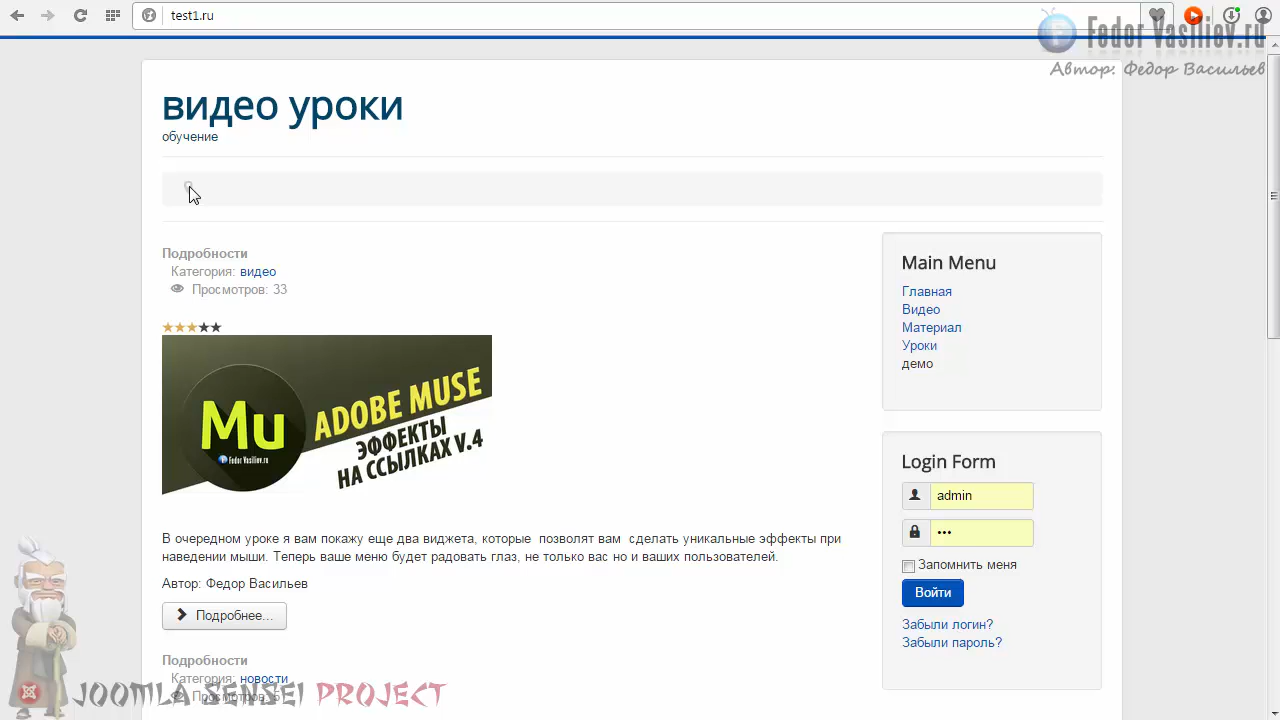 test1.ru
Fedor Vasiliev.ru
Автор: Федор Васильев
видео уроки
обучение
Подробности
Категория: видео
Просмотров: 33
Mu
Fedor Vasiliev.ru
ADOBE MUSE
ЭФФЕКТЫ
НА ССЫЛКАХ V.4
В очередном уроке я вам покажу еще два виджета, которые позволят вам сделать уникальные эффекты при
наведении мыши. Теперь ваше меню будет радовать глаз, не только вас но и ваших пользователей.
Автор: Федор Васильев
Подробнее...
Подробности
Категория: новости
Просмотров:
JOOMLA SENSEI PROJECT
Main Menu
Главная
Видео
Материал
Уроки
демо
Login Form
admin
•••
Запомнить меня
Войти
Забыли логин?
Забыли пароль?